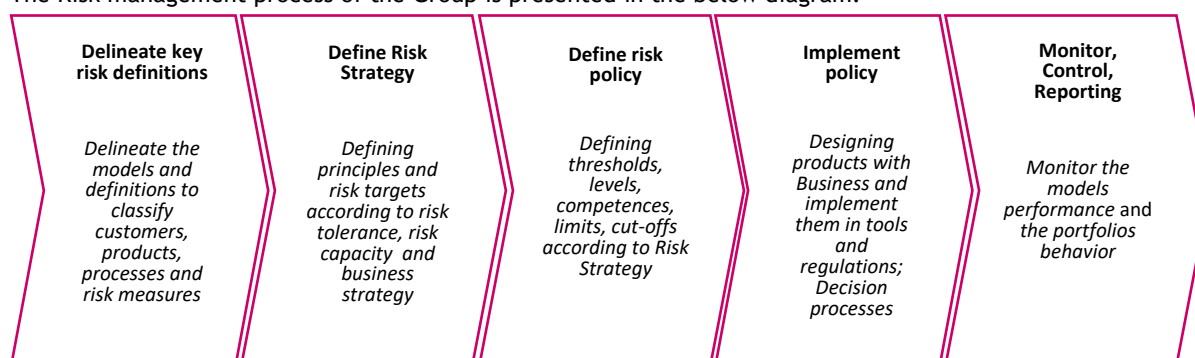 The Risk management process of the Group is presented in the below diagram:
Delineate key
risk definitions
Delineate the
models and
definitions to
classify
customers,
products,
processes and
risk measures
Define Risk
Strategy
Defining
principles and
risk targets
according to risk
tolerance, risk
capacity and
business
strategy
Define risk
policy
Defining
thresholds,
levels,
competences,
limits, cut-offs
according to Risk
Strategy
Implement
policy
Designing
products with
Business and
implement
them in tools
and
regulations;
Decision
processes
Monitor,
Control,
Reporting
Monitor the
models
performance and
the portfolios
behavior